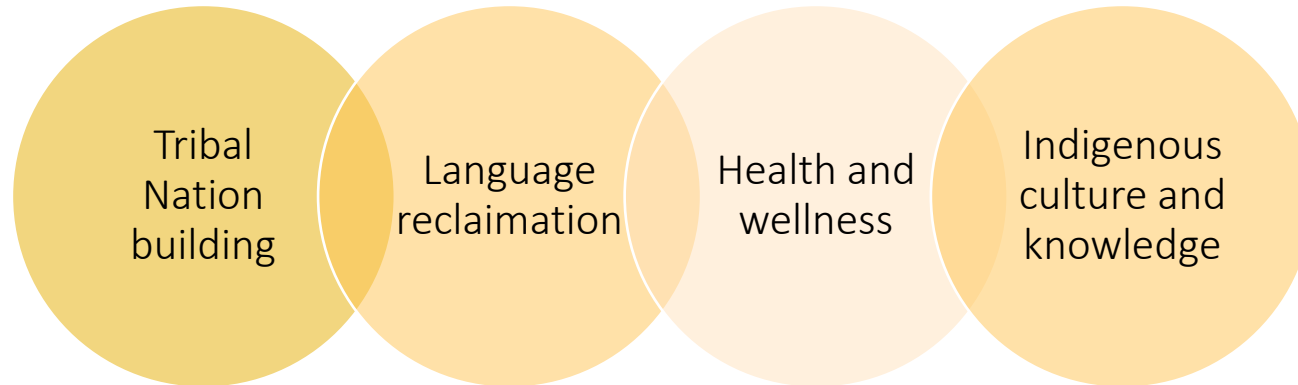 Tribal
Nation
building
Language
reclaimation
Health and
wellness
Indigenous
culture and
knowledge